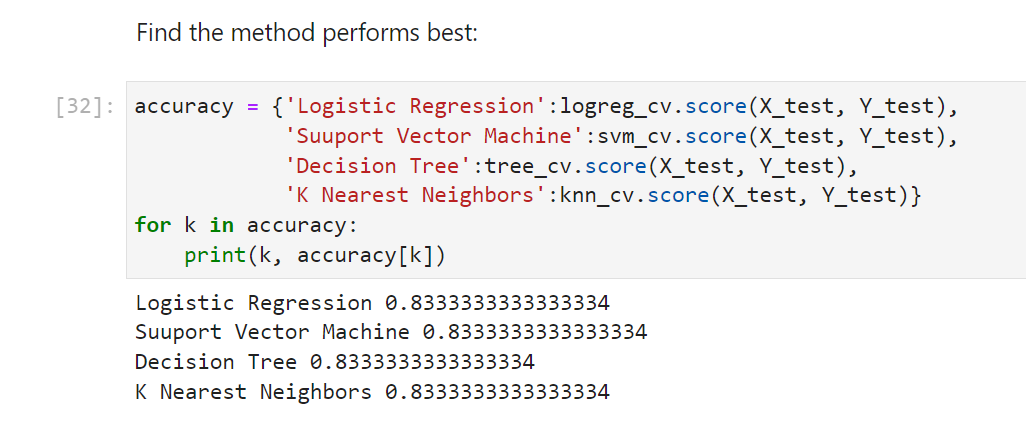 Find the method performs best:
[32]: accuracy = {'Logistic Regression':logreg_cv.score(X_test, Y_test),
'Suuport Vector Machine':svm_cv.score(X_test, Y_test),
'Decision Tree':tree_cv.score(X_test, Y_test),
'K Nearest Neighbors':knn_cv.score(X_test, Y_test)}
for k in accuracy:
    print(k, accuracy[k])
Logistic Regression 0.8333333333333334
Suuport Vector Machine 0.8333333333333334
Decision Tree 0.8333333333333334
K Nearest Neighbors 0.8333333333333334